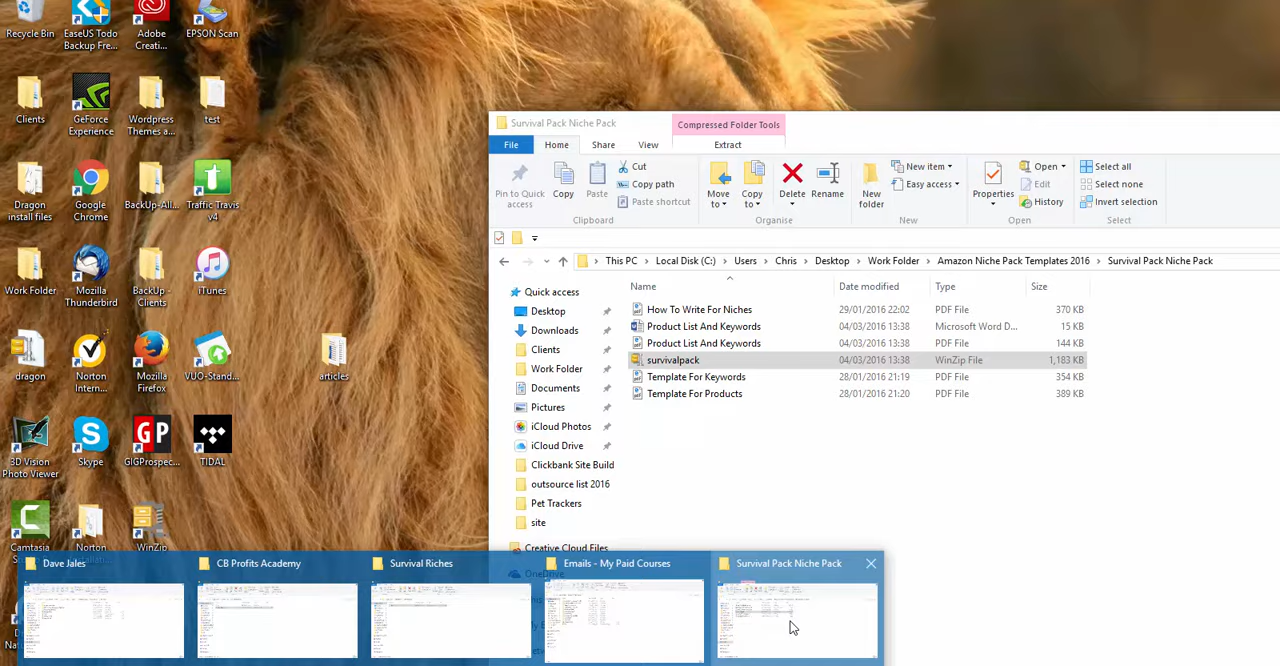 Recycle Bin
EaseUS Todo
Backup Fre...
Adobe
Creati...
EPSON Scan
Clients
GeForce
Experience
Wordpress
Themes a...
test
Dragon
install files
Google
Chrome
BackUp-All...
Traffic Travis
v4
Work Folder
Mozilla
Thunderbird
BackUp -
Clients
iTunes
dragon
Norton
Intern...
Mozilla
Firefox
VUO-Stand...
articles
3D Vision
Photo Viewer
Skype
GP
GIGProspec...
TIDAL
Camtasia
Norton
WinZip
Survival Pack Niche Pack
Compressed Folder Tools
File
Home
Share
View
Extract
Pin to Quick
access
Copy
Paste
Cut
Copy path
Paste shortcut
Clipboard
Move
to
Copy
to
Delete
Rename
Organise
New
folder
New item
Easy access
New
Properties
Open
Edit
History
Open
Select all
Select none
Invert selection
Select
This PC > Local Disk (C:) > Users > Chris > Desktop > Work Folder > Amazon Niche Pack Templates 2016 > Survival Pack Niche Pack
Name Date modified Type Size
How To Write For Niches 29/01/2016 22:02 PDF File 370 KB
Product List And Keywords 04/03/2016 13:38 Microsoft Word D... 15 KB
Product List And Keywords 04/03/2016 13:38 PDF File 144 KB
survivalpack 04/03/2016 13:38 WinZip File 1,183 KB
Template For Keywords 28/01/2016 21:19 PDF File 354 KB
Template For Products 28/01/2016 21:20 PDF File 389 KB
Quick access
Desktop
Downloads
Clients
Work Folder
Documents
Pictures
iCloud Photos
iCloud Drive
Clickbank Site Build
outsource list 2016
Pet Trackers
site
Creative Cloud Files
OneDrive
Dave Jales
CB Profits Academy
Survival Riches
Emails - My Paid Courses
Survival Pack Niche Pack